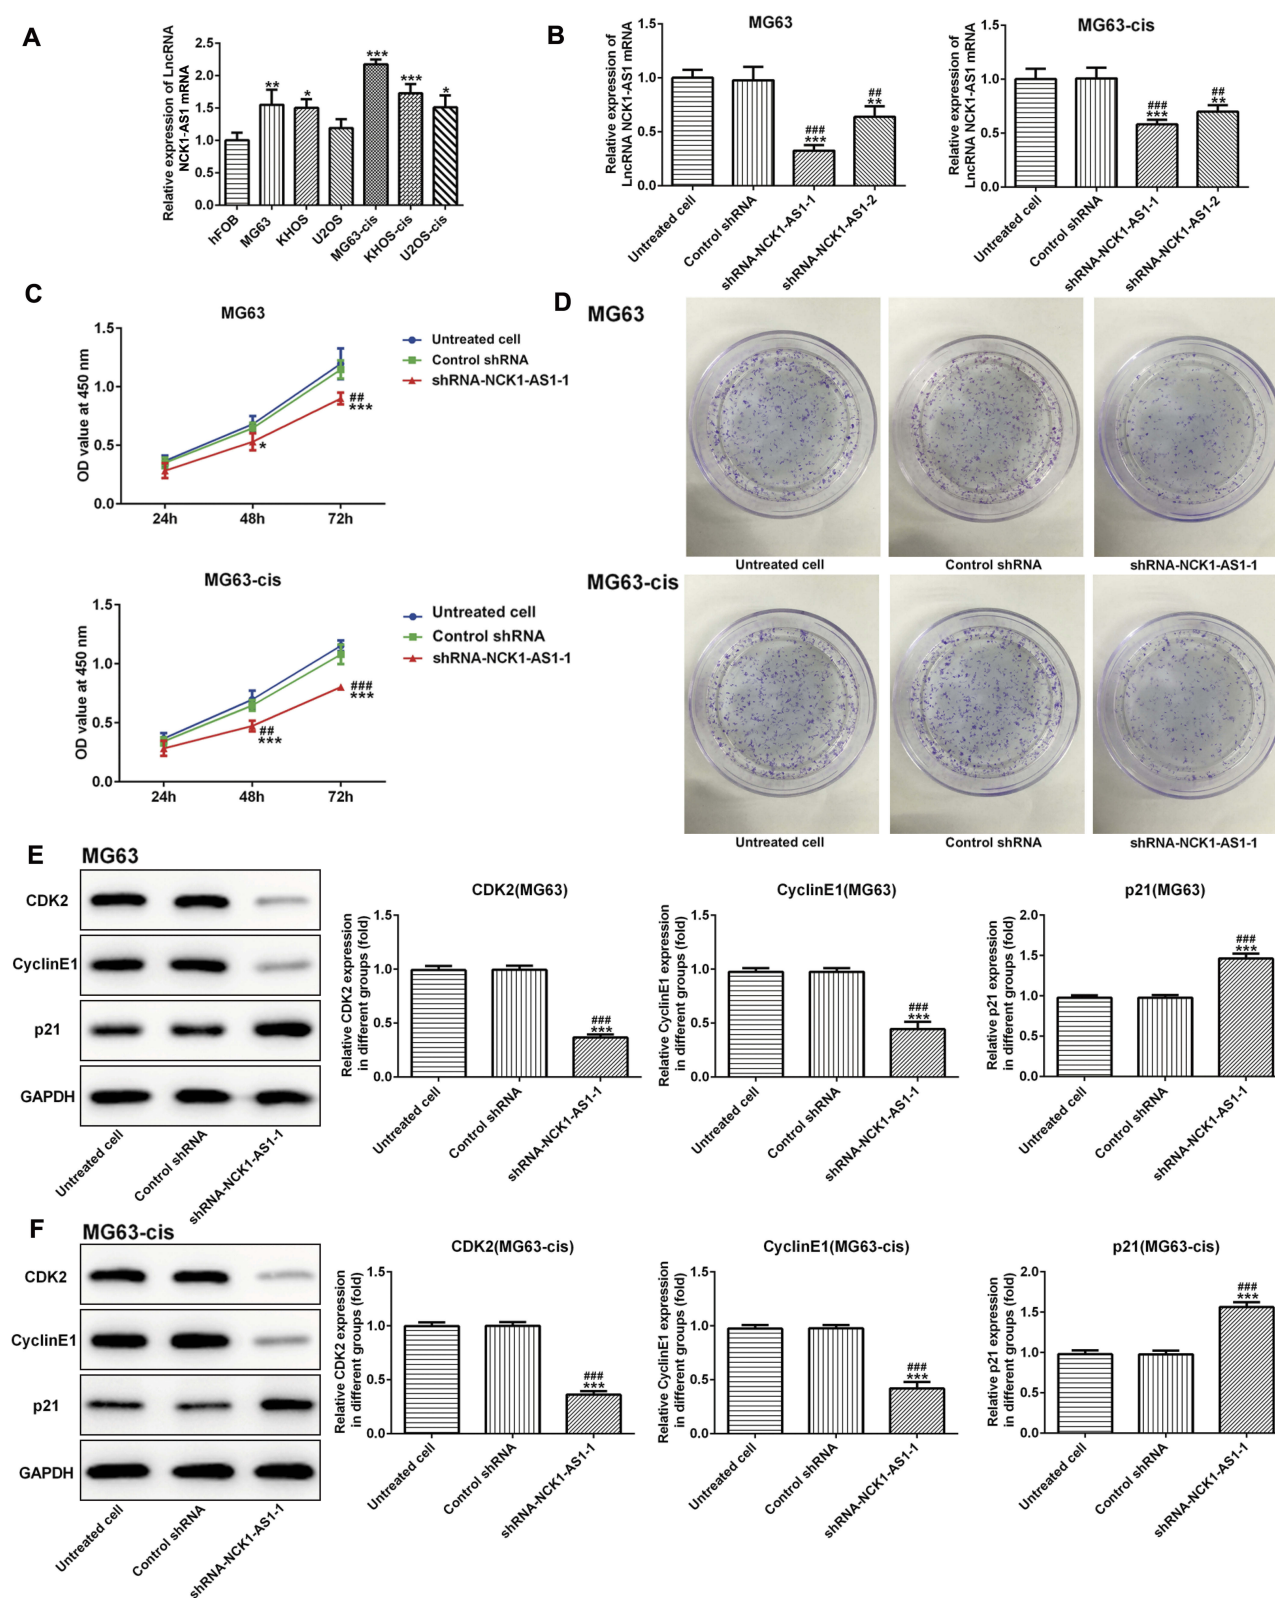 A
Relative expression of LncRNA
NCK1-AS1 mRNA
2.5
2.0
1.5
1.0
0.5
0.0
**
*
***
***
*
hFOB
MG63
KHOS
U2OS
MG63-cis
KHOS-cis
U2OS-cis
B
MG63
Relative expression of
LncRNA NCK1-AS1 mRNA
1.5
1.0
0.5
0.0
###
***
##
**
Untreated cell
Control shRNA
shRNA-NCK1-AS1-1
shRNA-NCK1-AS1-2
MG63-cis
Relative expression of
LncRNA NCK1-AS1 mRNA
1.5
1.0
0.5
0.0
###
***
##
**
Untreated cell
Control shRNA
shRNA-NCK1-AS1-1
shRNA-NCK1-AS1-2
C
MG63
OD value at 450 nm
1.5
1.0
0.5
0.0
24h
48h
72h
*
##
***
Untreated cell
Control shRNA
shRNA-NCK1-AS1-1
MG63-cis
OD value at 450 nm
1.5
1.0
0.5
0.0
24h
48h
72h
##
***
###
***
Untreated cell
Control shRNA
shRNA-NCK1-AS1-1
D
MG63
Untreated cell
Control shRNA
shRNA-NCK1-AS1-1
MG63-cis
Untreated cell
Control shRNA
shRNA-NCK1-AS1-1
E
MG63
CDK2
CyclinE1
p21
GAPDH
Untreated cell
Control shRNA
shRNA-NCK1-AS1-1
CDK2(MG63)
Relative CDK2 expression
in different groups (fold)
1.5
1.0
0.5
0.0
###
***
Untreated cell
Control shRNA
shRNA-NCK1-AS1-1
CyclinE1(MG63)
Relative CyclinE1 expression
in different groups (fold)
1.5
1.0
0.5
0.0
###
***
Untreated cell
Control shRNA
shRNA-NCK1-AS1-1
p21(MG63)
Relative p21 expression
in different groups (fold)
2.0
1.5
1.0
0.5
0.0
###
***
Untreated cell
Control shRNA
shRNA-NCK1-AS1-1
F
MG63-cis
CDK2
CyclinE1
p21
GAPDH
Untreated cell
Control shRNA
shRNA-NCK1-AS1-1
CDK2(MG63-cis)
Relative CDK2 expression
in different groups (fold)
1.5
1.0
0.5
0.0
###
***
Untreated cell
Control shRNA
shRNA-NCK1-AS1-1
CyclinE1(MG63-cis)
Relative CyclinE1 expression
in different groups (fold)
1.5
1.0
0.5
0.0
###
***
Untreated cell
Control shRNA
shRNA-NCK1-AS1-1
p21(MG63-cis)
Relative p21 expression
in different groups (fold)
2.0
1.5
1.0
0.5
0.0
###
***
Untreated cell
Control shRNA
shRNA-NCK1-AS1-1